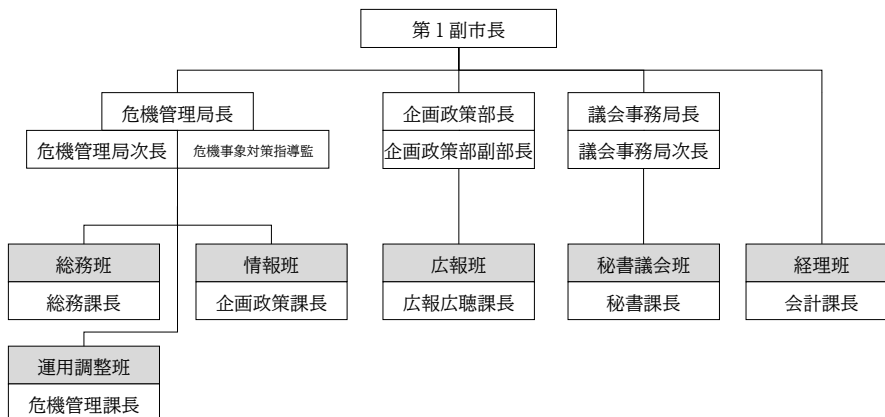 第１副市長
危機管理局長
企画政策部長
議会事務局長
危機管理局次長
危機事象対策指導監
企画政策部副部長
議会事務局次長
総務班
情報班
広報班
秘書議会班
経理班
総務課長
企画政策課長
広報広聴課長
秘書課長
会計課長
運用調整班
危機管理課長